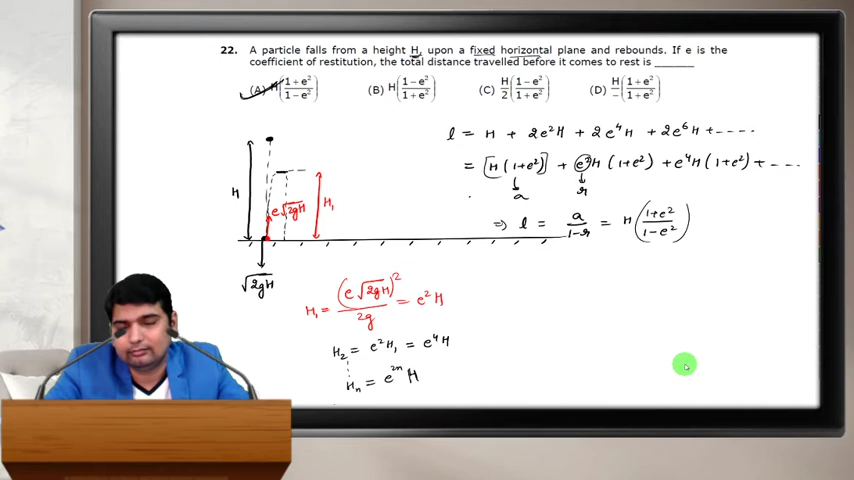 22. A particle falls from a height H, upon a fixed horizontal plane and rebounds. If e is the
coefficient of restitution, the total distance travelled before it comes to rest is ______
(A) H(1+e²/1−e²) (B) H(1−e²/1+e²) (C) H/2(1−e²/1+e²) (D) H/−(1+e²/1+e²)
l = H + 2e²H + 2e⁴H + 2e⁶H + ----
= [H(1+e²)] + e²H(1+e²) + e⁴H(1+e²) + ----
a r
⇒ l = a/1−r = H(1+e²/1−e²)
H
H₁
e√2gH
√2gH
H₁ = (e√2gH)²/2g = e²H
H₂ = e²H₁ = e⁴H
Hₙ = e²ⁿ H